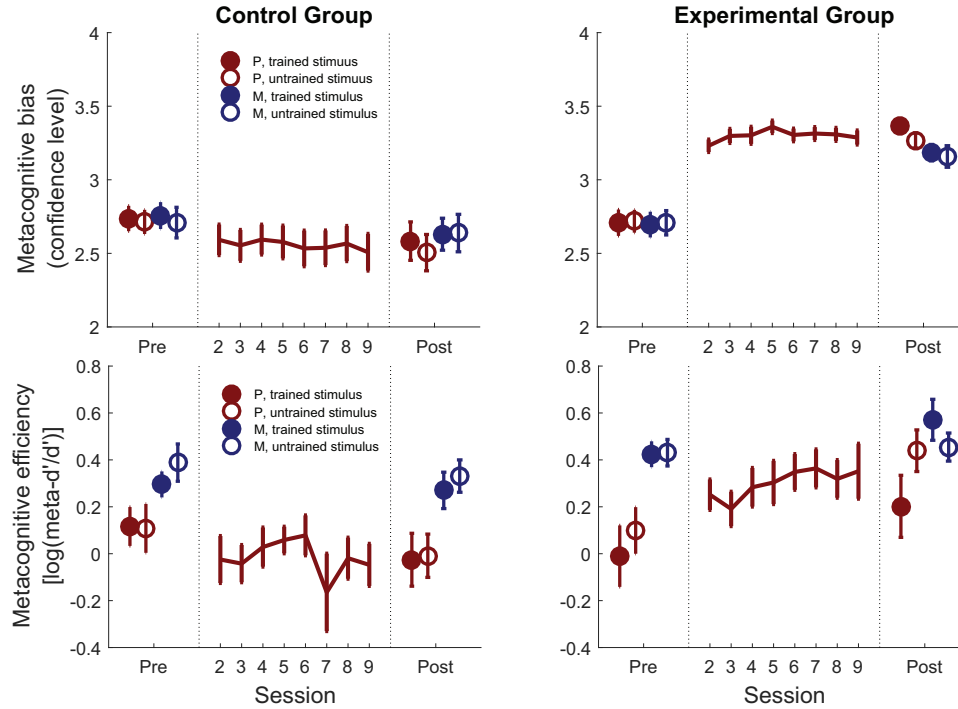 Control Group
Experimental Group
Metacognitive bias
(confidence level)
4
3.5
3
2.5
2
P, trained stimuus
P, untrained stimulus
M, trained stimulus
M, untrained stimulus
Pre
2 3 4 5 6 7 8 9
Post
4
3.5
3
2.5
2
Pre
2 3 4 5 6 7 8 9
Post
Metacognitive efficiency
[log(meta-d'/d')]
0.8
0.6
0.4
0.2
0
-0.2
-0.4
P, trained stimulus
P, untrained stimulus
M, trained stimulus
M, untrained stimulus
Pre
2 3 4 5 6 7 8 9
Post
Session
0.8
0.6
0.4
0.2
0
-0.2
-0.4
Pre
2 3 4 5 6 7 8 9
Post
Session